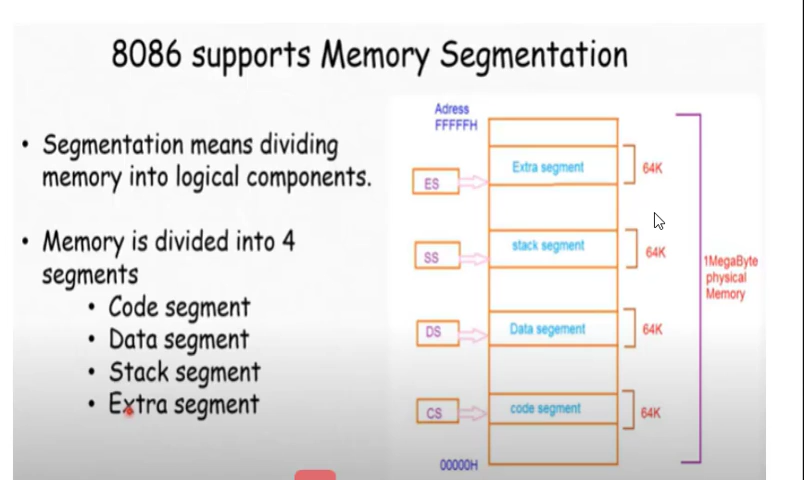 8086 supports Memory Segmentation
• Segmentation means dividing
memory into logical components.
• Memory is divided into 4
segments
• Code segment
• Data segment
• Stack segment
• Extra segment
Adress
FFFFFH
Extra segment
64K
ES
stack segment
64K
SS
1MegaByte
physical
Memory
DS
Data segement
64K
CS
code segment
64K
00000H